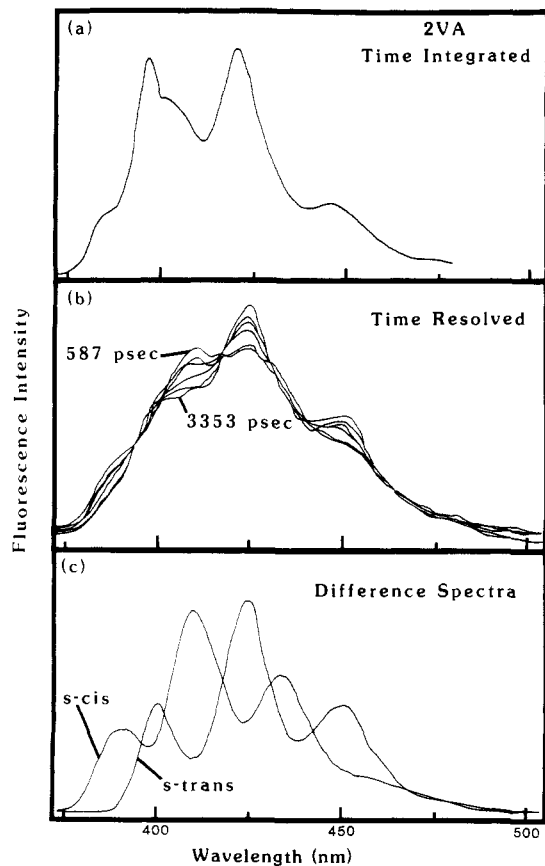 (a)
2VA
Time Integrated
(b)
Time Resolved
587 psec
3353 psec
Fluorescence Intensity
(c)
Difference Spectra
s-cis
s-trans
400
450
500
Wavelength (nm)